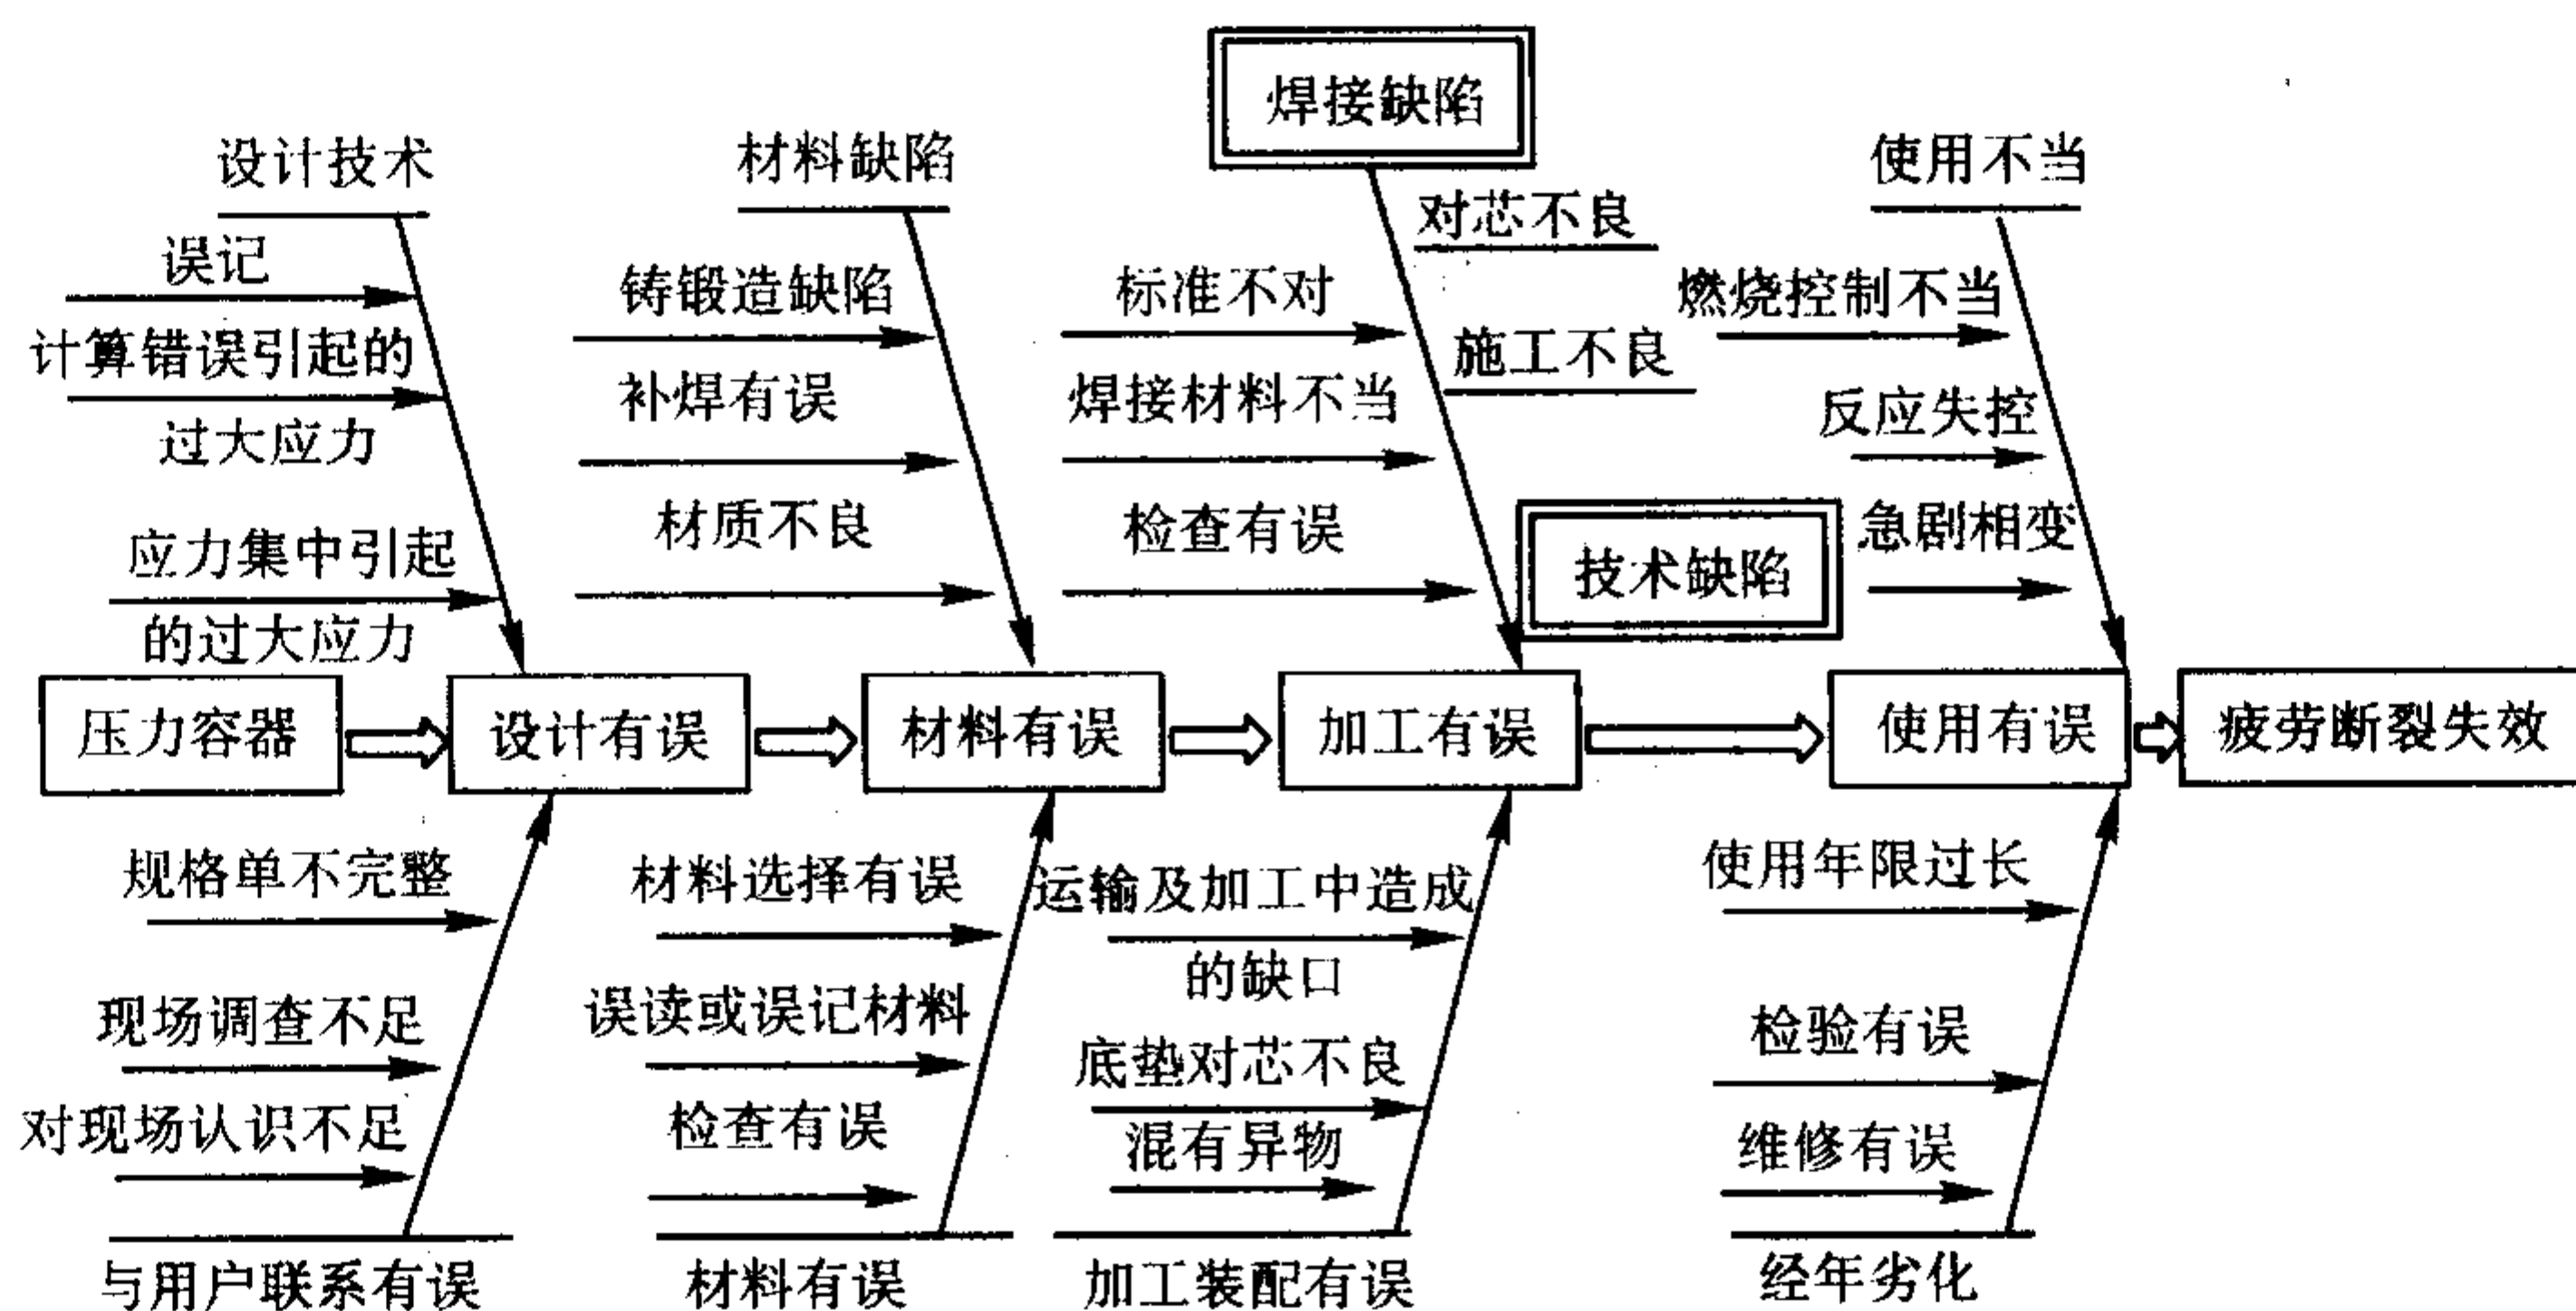 焊接缺陷
设计技术
材料缺陷
使用不当
误记
计算错误引起的
过大应力
应力集中引起
的过大应力
铸锻造缺陷
补焊有误
材质不良
标准不对
焊接材料不当
检查有误
对芯不良
施工不良
技术缺陷
燃烧控制不当
反应失控
急剧相变
压力容器
设计有误
材料有误
加工有误
使用有误
疲劳断裂失效
规格单不完整
现场调查不足
对现场认识不足
与用户联系有误
材料选择有误
误读或误记材料
检查有误
材料有误
运输及加工中造成
的缺口
底垫对芯不良
混有异物
加工装配有误
使用年限过长
检验有误
维修有误
经年劣化